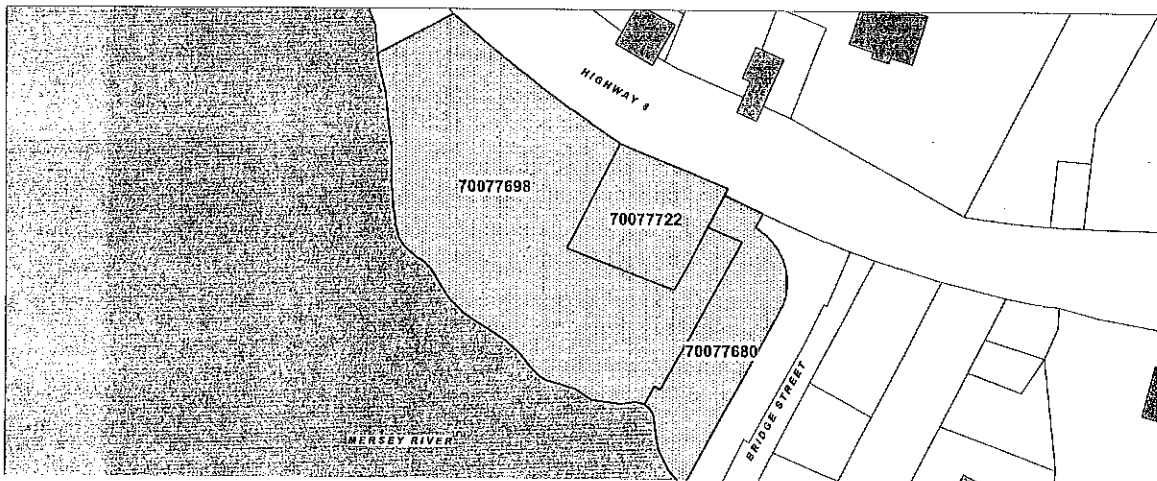 HIGHWAY 8
70077698
70077722
70077680
BRIDGE STREET
MERSEY RIVER